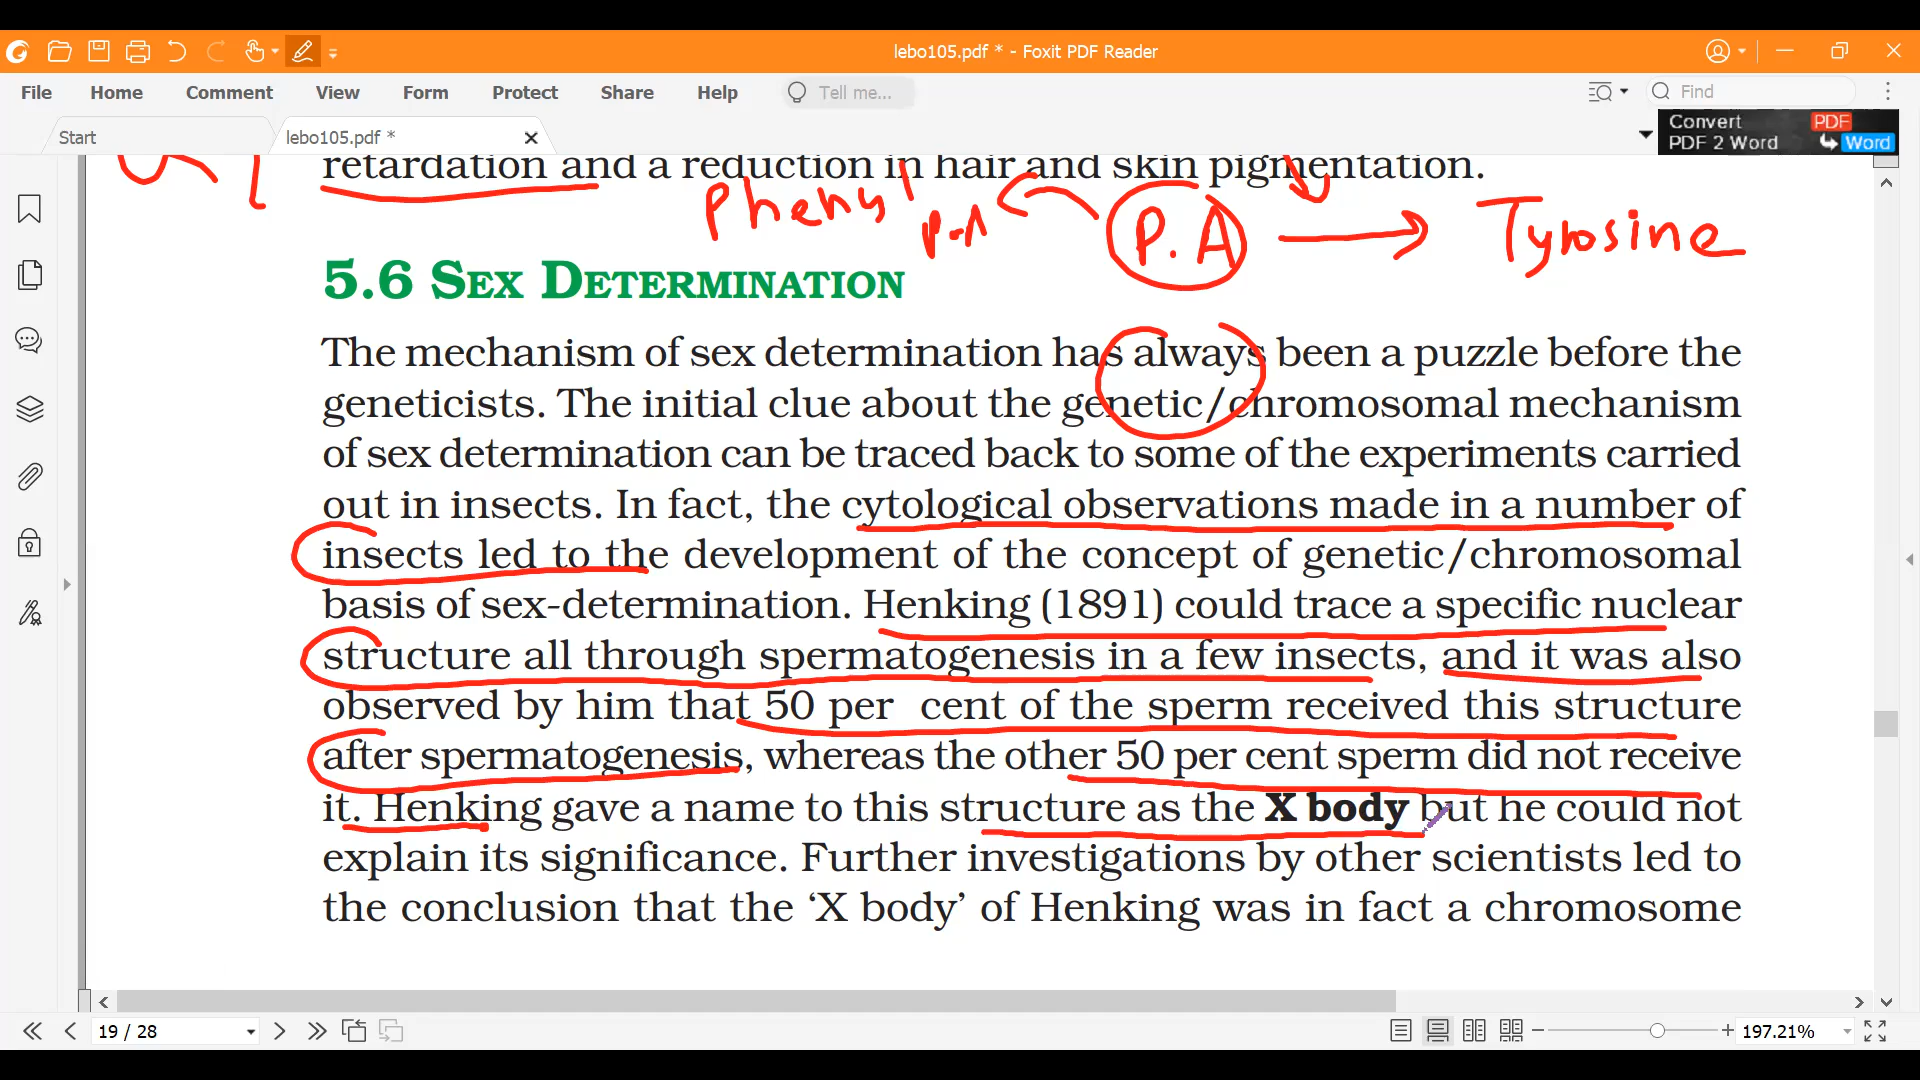 lebo105.pdf * - Foxit PDF Reader
File Home Comment View Form Protect Share Help Tell me... Find
Start lebo105.pdf *
Convert PDF
PDF 2 Word Word
retardation and a reduction in hair and skin pigmentation.
Phenyl P.A P.A Tyrosine
5.6 SEX DETERMINATION
The mechanism of sex determination has always been a puzzle before the
geneticists. The initial clue about the genetic/chromosomal mechanism
of sex determination can be traced back to some of the experiments carried
out in insects. In fact, the cytological observations made in a number of
insects led to the development of the concept of genetic/chromosomal
basis of sex-determination. Henking (1891) could trace a specific nuclear
structure all through spermatogenesis in a few insects, and it was also
observed by him that 50 per cent of the sperm received this structure
after spermatogenesis, whereas the other 50 per cent sperm did not receive
it. Henking gave a name to this structure as the X body but he could not
explain its significance. Further investigations by other scientists led to
the conclusion that the ‘X body’ of Henking was in fact a chromosome
19 / 28 197.21%